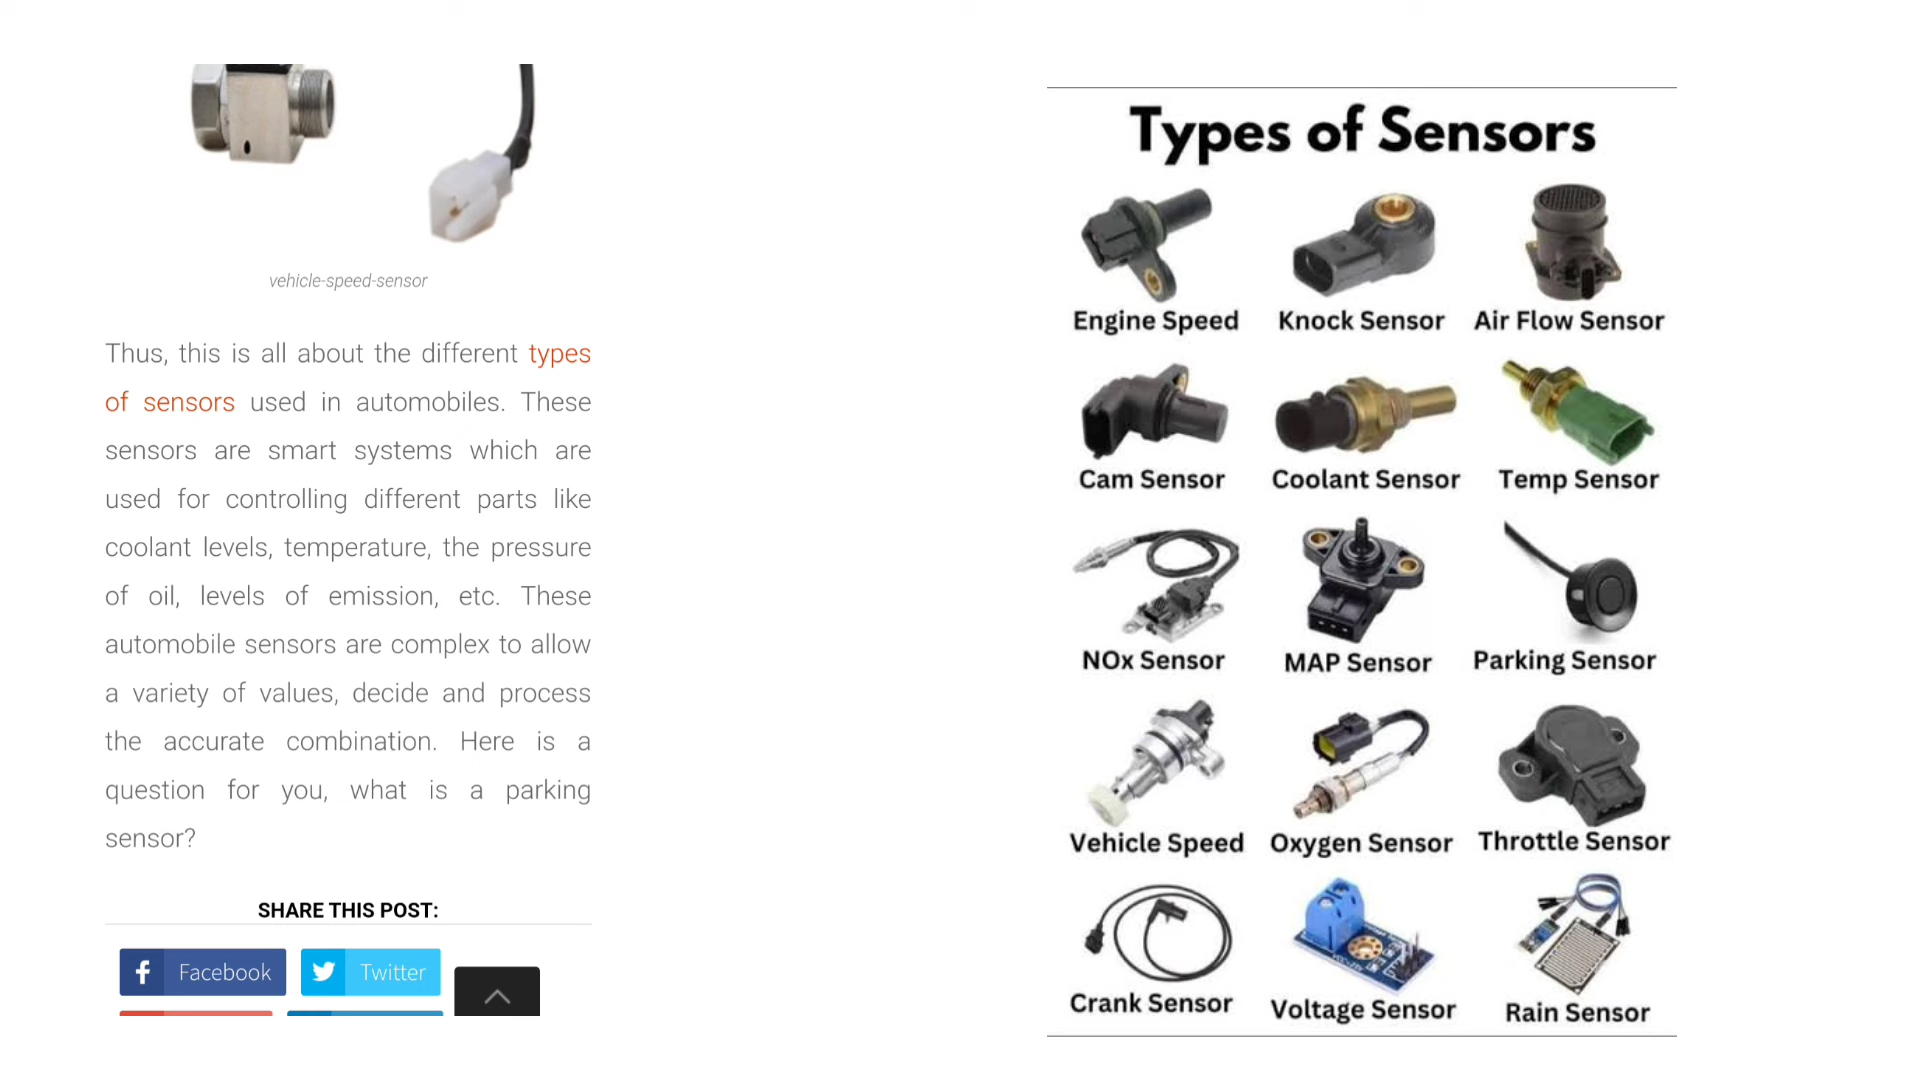 vehicle-speed-sensor
Thus, this is all about the different types
of sensors used in automobiles. These
sensors are smart systems which are
used for controlling different parts like
coolant levels, temperature, the pressure
of oil, levels of emission, etc. These
automobile sensors are complex to allow
a variety of values, decide and process
the accurate combination. Here is a
question for you, what is a parking
sensor?
SHARE THIS POST:
Facebook
Twitter
Types of Sensors
Engine Speed
Knock Sensor
Air Flow Sensor
Cam Sensor
Coolant Sensor
Temp Sensor
NOx Sensor
MAP Sensor
Parking Sensor
Vehicle Speed
Oxygen Sensor
Throttle Sensor
Crank Sensor
Voltage Sensor
Rain Sensor